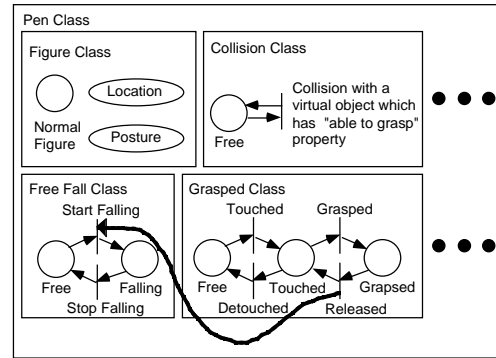 Pen Class
Figure Class
Location
Normal
Figure
Posture
Collision Class
Free
Collision with a
virtual object which
has "able to grasp"
property
Free Fall Class
Start Falling
Free
Falling
Stop Falling
Grasped Class
Touched
Grasped
Free
Touched
Grapsed
Detouched
Released